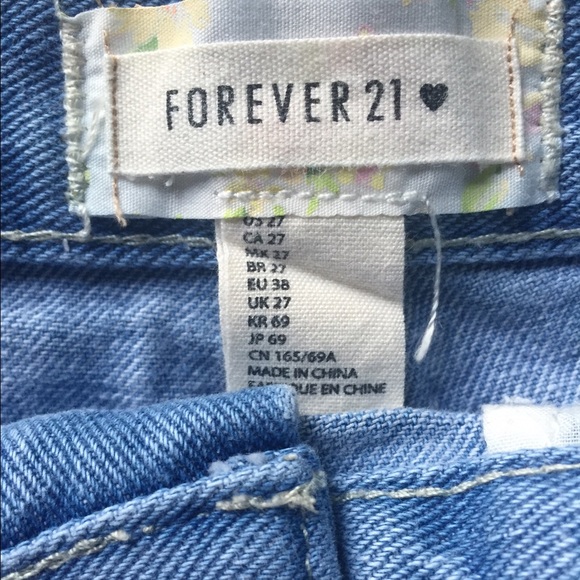 FOREVER 21 ♥
US 27
CA 27
MX 27
BR 27
EU 38
UK 27
KR 69
JP 69
CN 165/69A
MADE IN CHINA
FABRIQUE EN CHINE